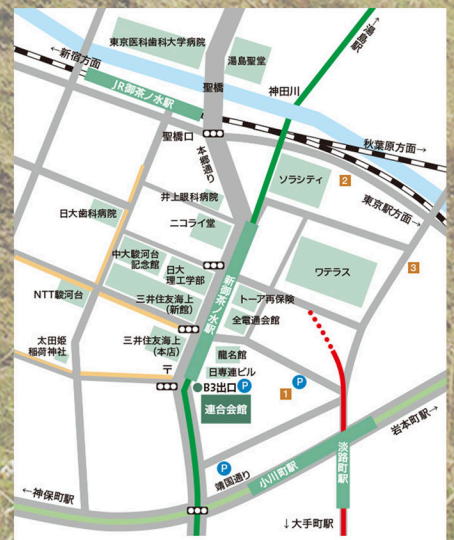 東京医科歯科大学病院
湯島聖堂
←湯島駅
←新宿方面
JR御茶ノ水駅
聖橋
神田川
聖橋口
本郷通り
秋葉原方面→
ソラシティ
2
東京駅方面→
井上眼科病院
日大歯科病院
ニコライ堂
中大駿河台
記念館
日大
理工学部
ワテラス
3
新御茶ノ水駅
NTT駿河台
三井住友海上
(新館)
トーア再保険
全電通会館
太田姫
稲荷神社
三井住友海上
(本店)
龍名館
日専連ビル
〒
B3出口
P
P
1
連合会館
淡路町駅
岩本町駅→
P
靖国通り
小川町駅
←神保町駅
↓大手町駅